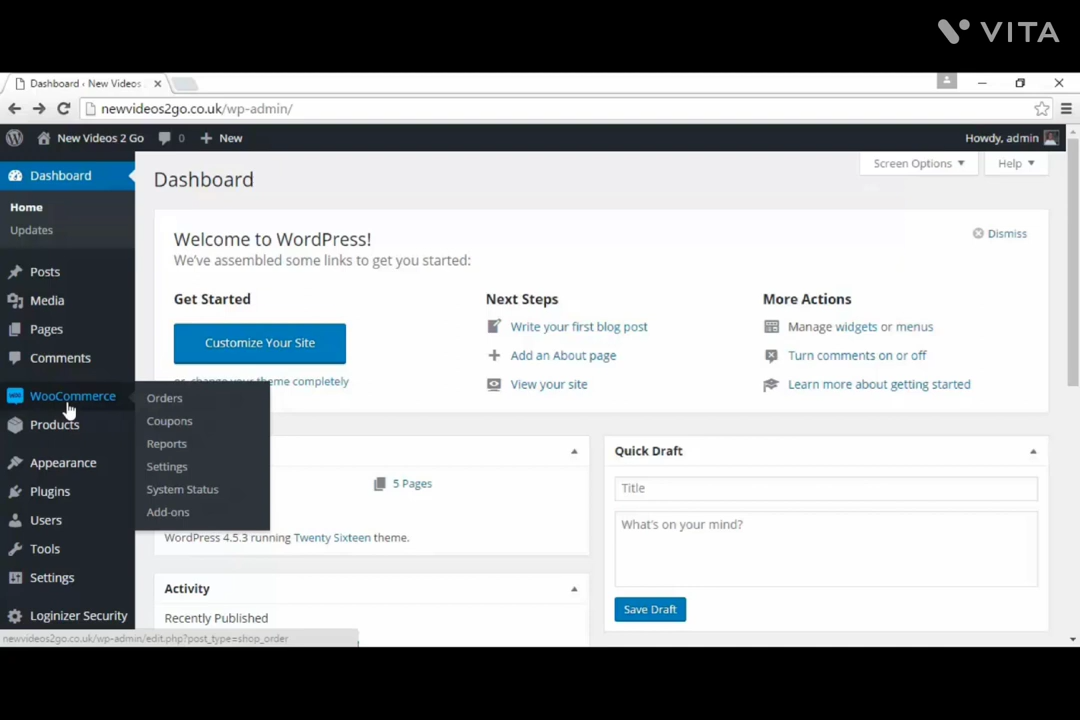 VITA
Dashboard ‹ New Videos
newvideos2go.co.uk/wp-admin/
New Videos 2 Go 0 New
Howdy, admin
Dashboard
Home
Updates
Posts
Media
Pages
Comments
WooCommerce
Products
Appearance
Plugins
Users
Tools
Settings
Loginizer Security
Orders
Coupons
Reports
Settings
System Status
Add-ons
Screen Options
Help
Dashboard
Welcome to WordPress!
Dismiss
We've assembled some links to get you started:
Get Started
Customize Your Site
or, change your theme completely
Next Steps
Write your first blog post
Add an About page
View your site
More Actions
Manage widgets or menus
Turn comments on or off
Learn more about getting started
5 Pages
WordPress 4.5.3 running Twenty Sixteen theme.
Activity
Recently Published
Quick Draft
Title
What's on your mind?
Save Draft
newvideos2go.co.uk/wp-admin/edit.php?post_type=shop_order